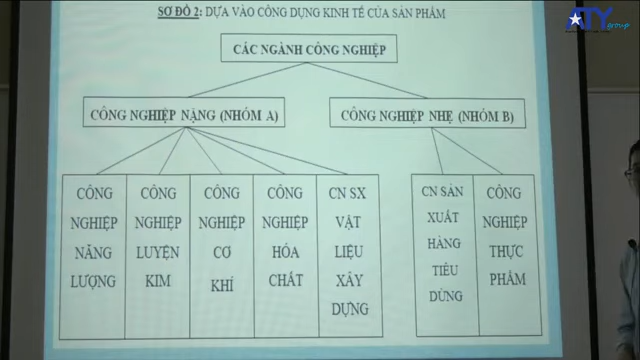 SƠ ĐỒ 2: DỰA VÀO CÔNG DỤNG KINH TẾ CỦA SẢN PHẨM
ATY group
CÁC NGÀNH CÔNG NGHIỆP
CÔNG NGHIỆP NẶNG (NHÓM A)
CÔNG NGHIỆP NHẸ (NHÓM B)
CÔNG
NGHIỆP
NĂNG
LƯỢNG
CÔNG
NGHIỆP
LUYỆN
KIM
CÔNG
NGHIỆP
CƠ
KHÍ
CÔNG
NGHIỆP
HÓA
CHẤT
CN SX
VẬT
LIỆU
XÂY
DỰNG
CN SẢN
XUẤT
HÀNG
TIÊU
DÙNG
CÔNG
NGHIỆP
THỰC
PHẨM